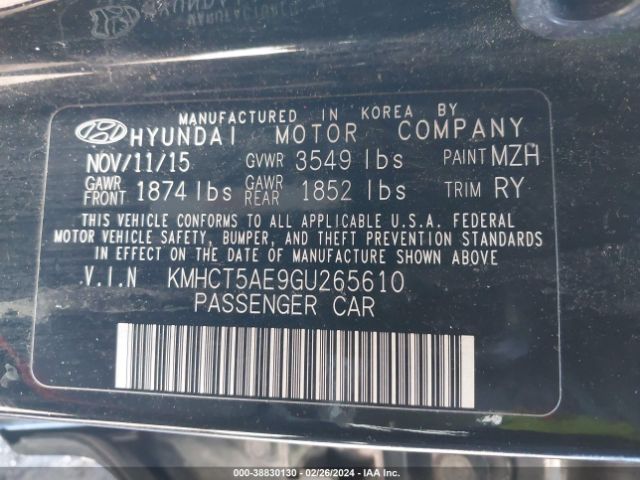 MANUFACTURED IN KOREA BY
HYUNDAI MOTOR COMPANY
NOV/11/15 GVWR 3549 lbs PAINT MZH
GAWR FRONT 1874 lbs GAWR REAR 1852 lbs TRIM RY
THIS VEHICLE CONFORMS TO ALL APPLICABLE U.S.A. FEDERAL
MOTOR VEHICLE SAFETY, BUMPER, AND THEFT PREVENTION STANDARDS
IN EFFECT ON THE DATE OF MANUFACTURE SHOWN ABOVE
V.I.N KMHCT5AE9GU265610
PASSENGER CAR
000-38830130 - 02/26/2024 - IAA Inc.